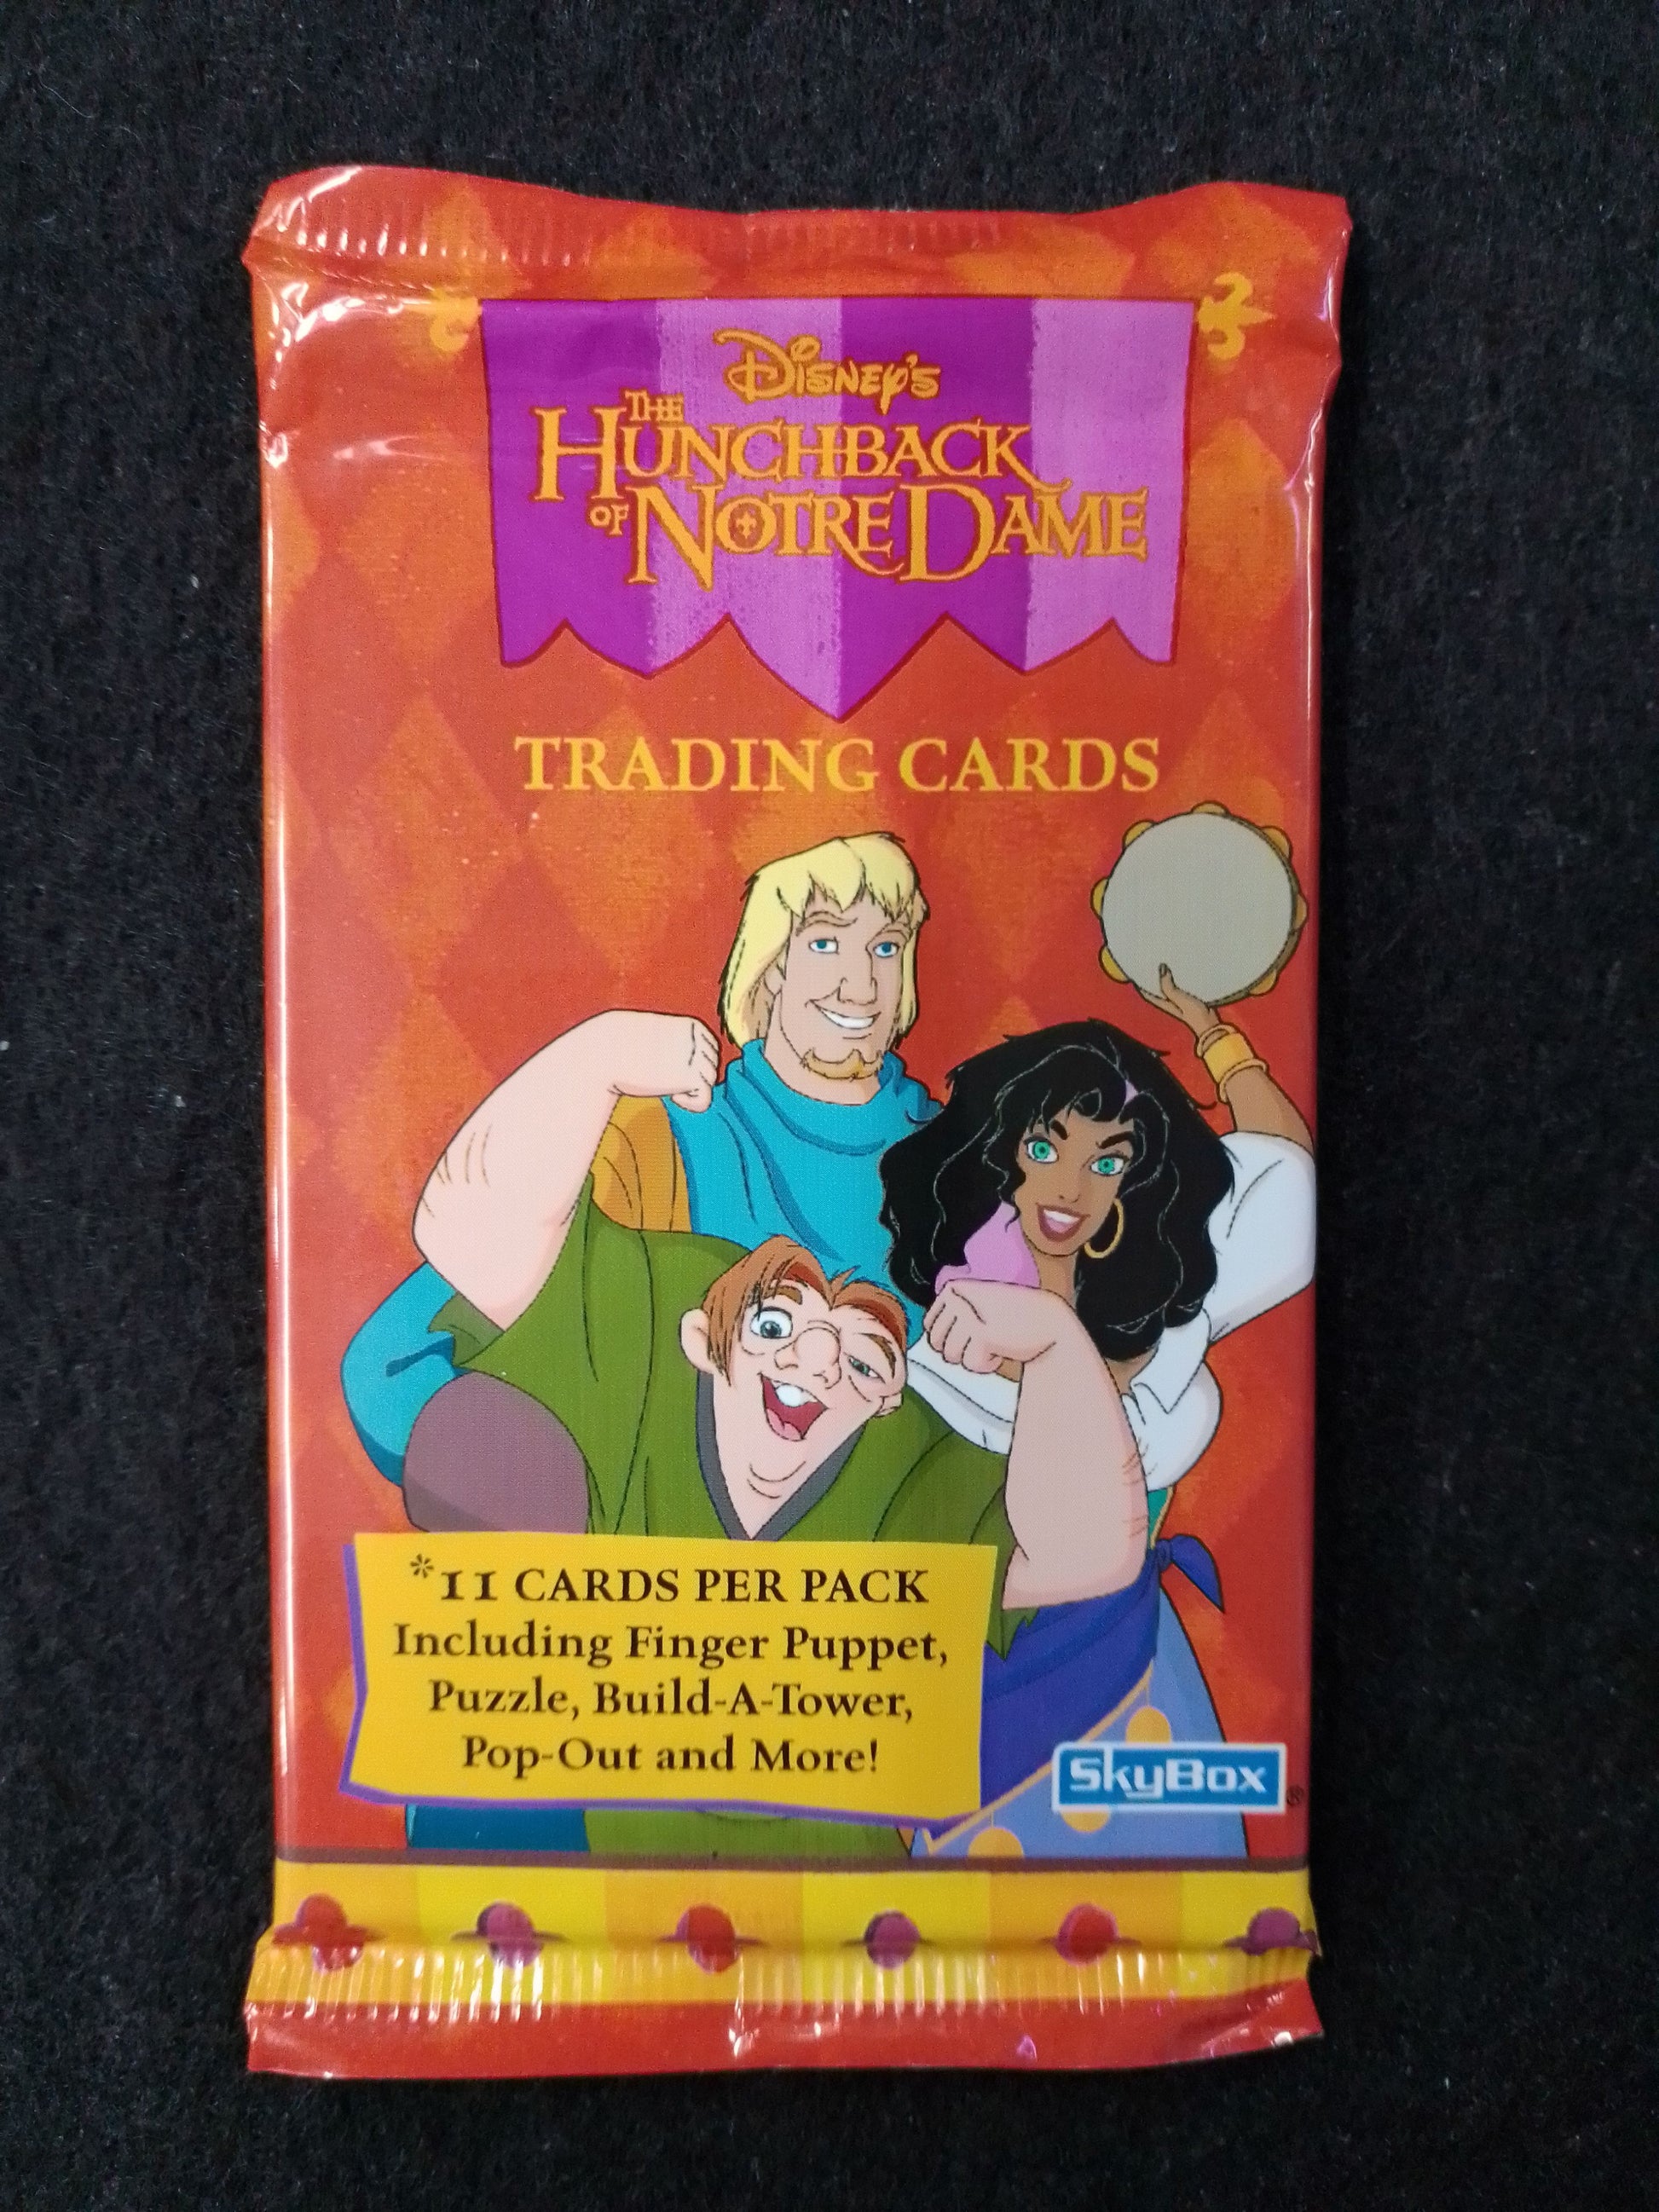 Disney's
THE
HUNCHBACK
OF NOTRE DAME
TRADING CARDS
*11 CARDS PER PACK
Including Finger Puppet,
Puzzle, Build-A-Tower,
Pop-Out and More!
SkyBox®